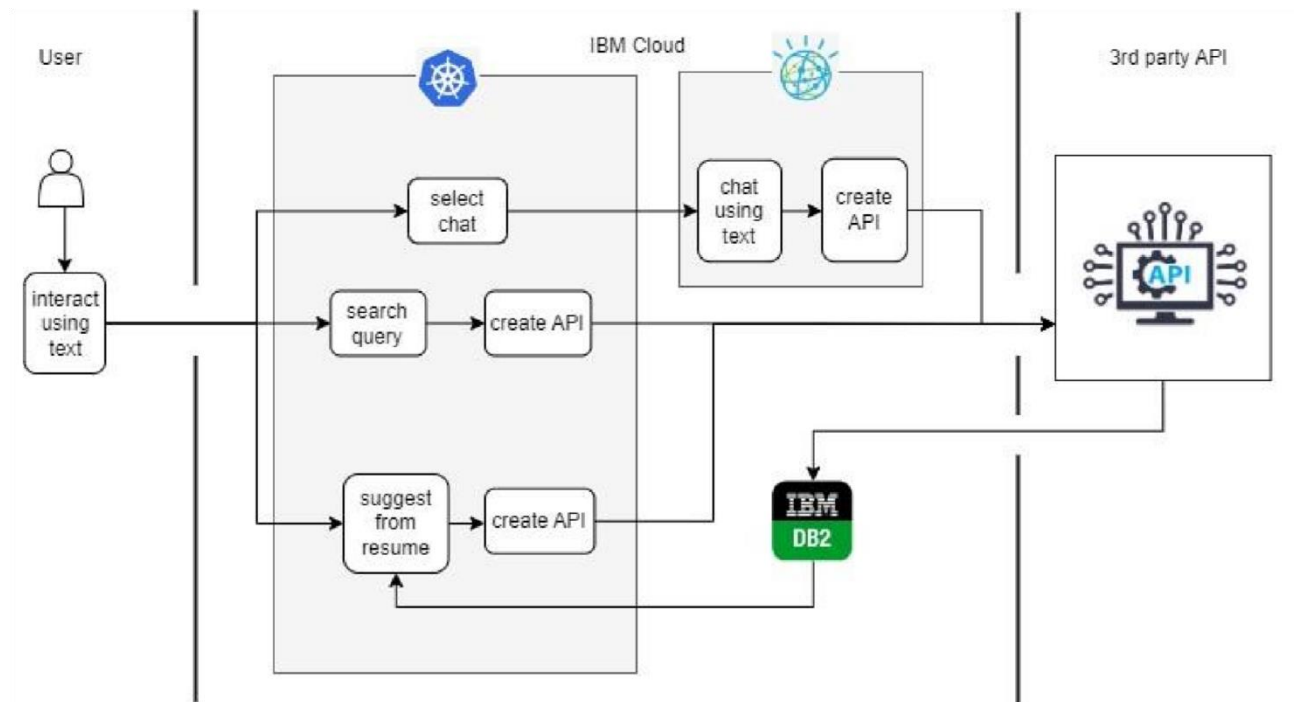 User
IBM Cloud
3rd party API
select
chat
chat
using
text
create
API
interact
using
text
search
query
create API
API
suggest
from
resume
create API
IBM
DB2